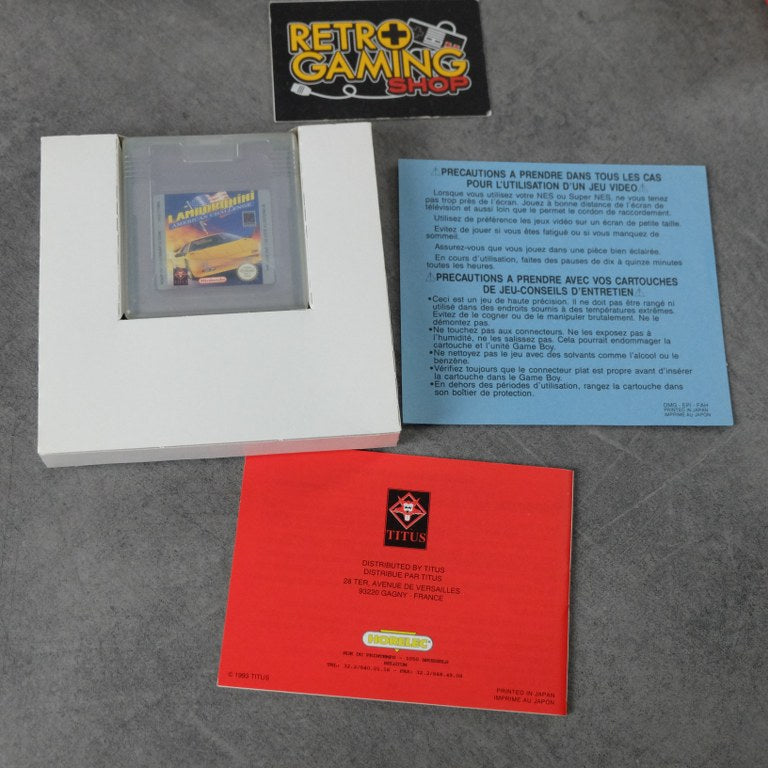 RETRO
GAMING
SHOP
LAMBORGHINI
AMERICAN CHALLENGE
Nintendo
⚠PRECAUTIONS A PRENDRE DANS TOUS LES CAS
POUR L'UTILISATION D'UN JEU VIDEO.⚠
Lorsque vous utilisez votre NES ou Super NES, ne vous tenez
pas trop près de l'écran. Jouez à bonne distance de l'écran de
télévision et aussi loin que le permet le cordon de raccordement.
Utilisez de préférence les jeux vidéo sur un écran de petite taille.
Evitez de jouer si vous êtes fatigué ou si vous manquez de
sommeil.
Assurez-vous que vous jouez dans une pièce bien éclairée.
En cours d'utilisation, faites des pauses de dix à quinze minutes
toutes les heures.
⚠PRECAUTIONS A PRENDRE AVEC VOS CARTOUCHES
DE JEU-CONSEILS D'ENTRETIEN⚠
•Ceci est un jeu de haute précision. Il ne doit pas être rangé ni
utilisé dans des endroits soumis à des températures extrêmes.
Evitez de le cogner ou de le manipuler brutalement. Ne le
démontez pas.
•Ne touchez pas aux connecteurs. Ne les exposez pas à
l'humidité, ne les salissez pas. Cela pourrait endommager la
cartouche et l'unité Game Boy.
•Ne nettoyez pas le jeu avec des solvants comme l'alcool ou le
benzène.
•Vérifiez toujours que le connecteur plat est propre avant d'insérer
la cartouche dans le Game Boy.
•En dehors des périodes d'utilisation, rangez la cartouche dans
son boîtier de protection.
DMG - EPI - FAH
PRINTED IN JAPAN
IMPRIME AU JAPON
TITUS
DISTRIBUTED BY TITUS
DISTRIBUE PAR TITUS
28 TER, AVENUE DE VERSAILLES
93220 GAGNY - FRANCE
HORELEC
RUE DU PRINTEMPS - 1050 BRUSSELS
BELGIUM
© 1993 TITUS
PRINTED IN JAPAN
IMPRIME AU JAPON